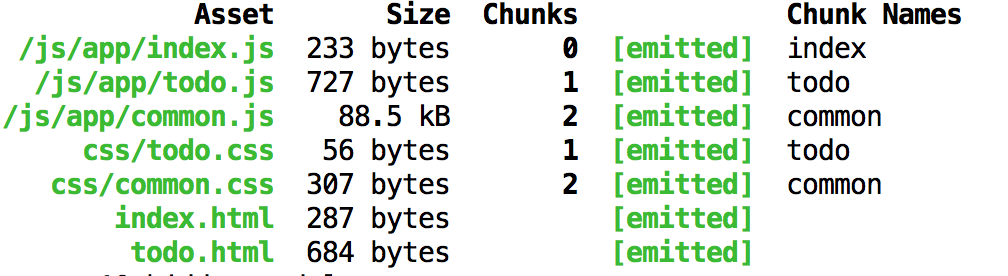 Asset Size Chunks Chunk Names
/js/app/index.js 233 bytes 0 [emitted] index
/js/app/todo.js 727 bytes 1 [emitted] todo
/js/app/common.js 88.5 kB 2 [emitted] common
css/todo.css 56 bytes 1 [emitted] todo
css/common.css 307 bytes 2 [emitted] common
index.html 287 bytes [emitted]
todo.html 684 bytes [emitted]